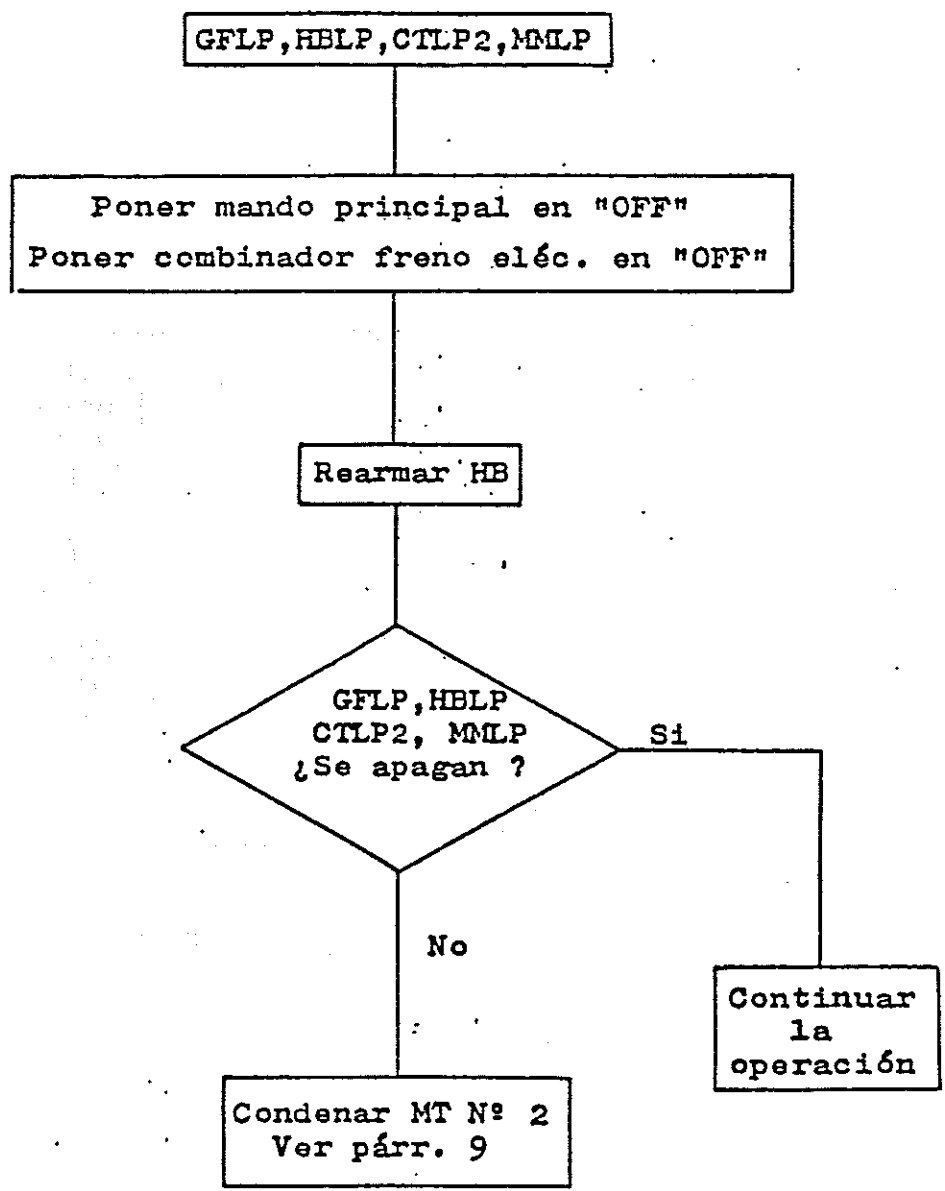 GFLP,HBLP,CTLP2,MMLP
Poner mando principal en "OFF"
Poner combinador freno eléc. en "OFF"
Rearmar HB
GFLP,HBLP
CTLP2, MMLP
¿Se apagan ?
Si
No
Continuar
la
operación
Condenar MT Nº 2
Ver párr. 9